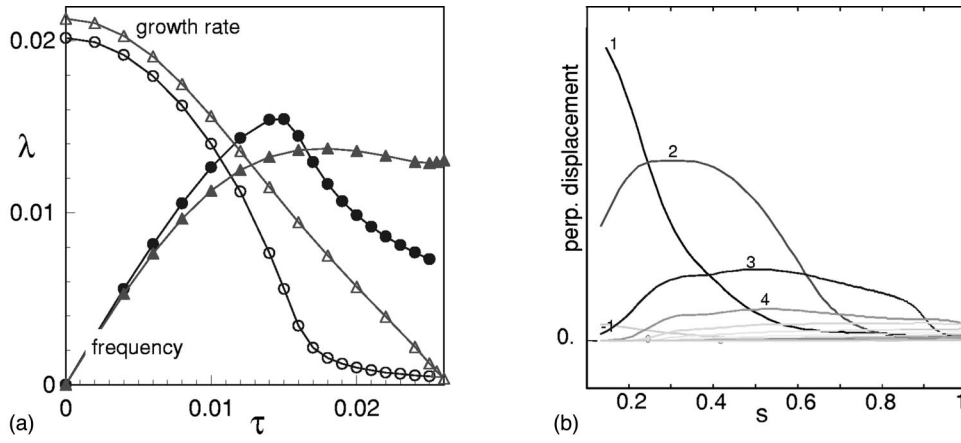 growth rate
0.02
0.01
0
λ
frequency
0
0.01
0.02
τ
(a)
perp. displacement
0.
1
2
3
4
-1
0.2
0.4
0.6
0.8
1
s
(b)